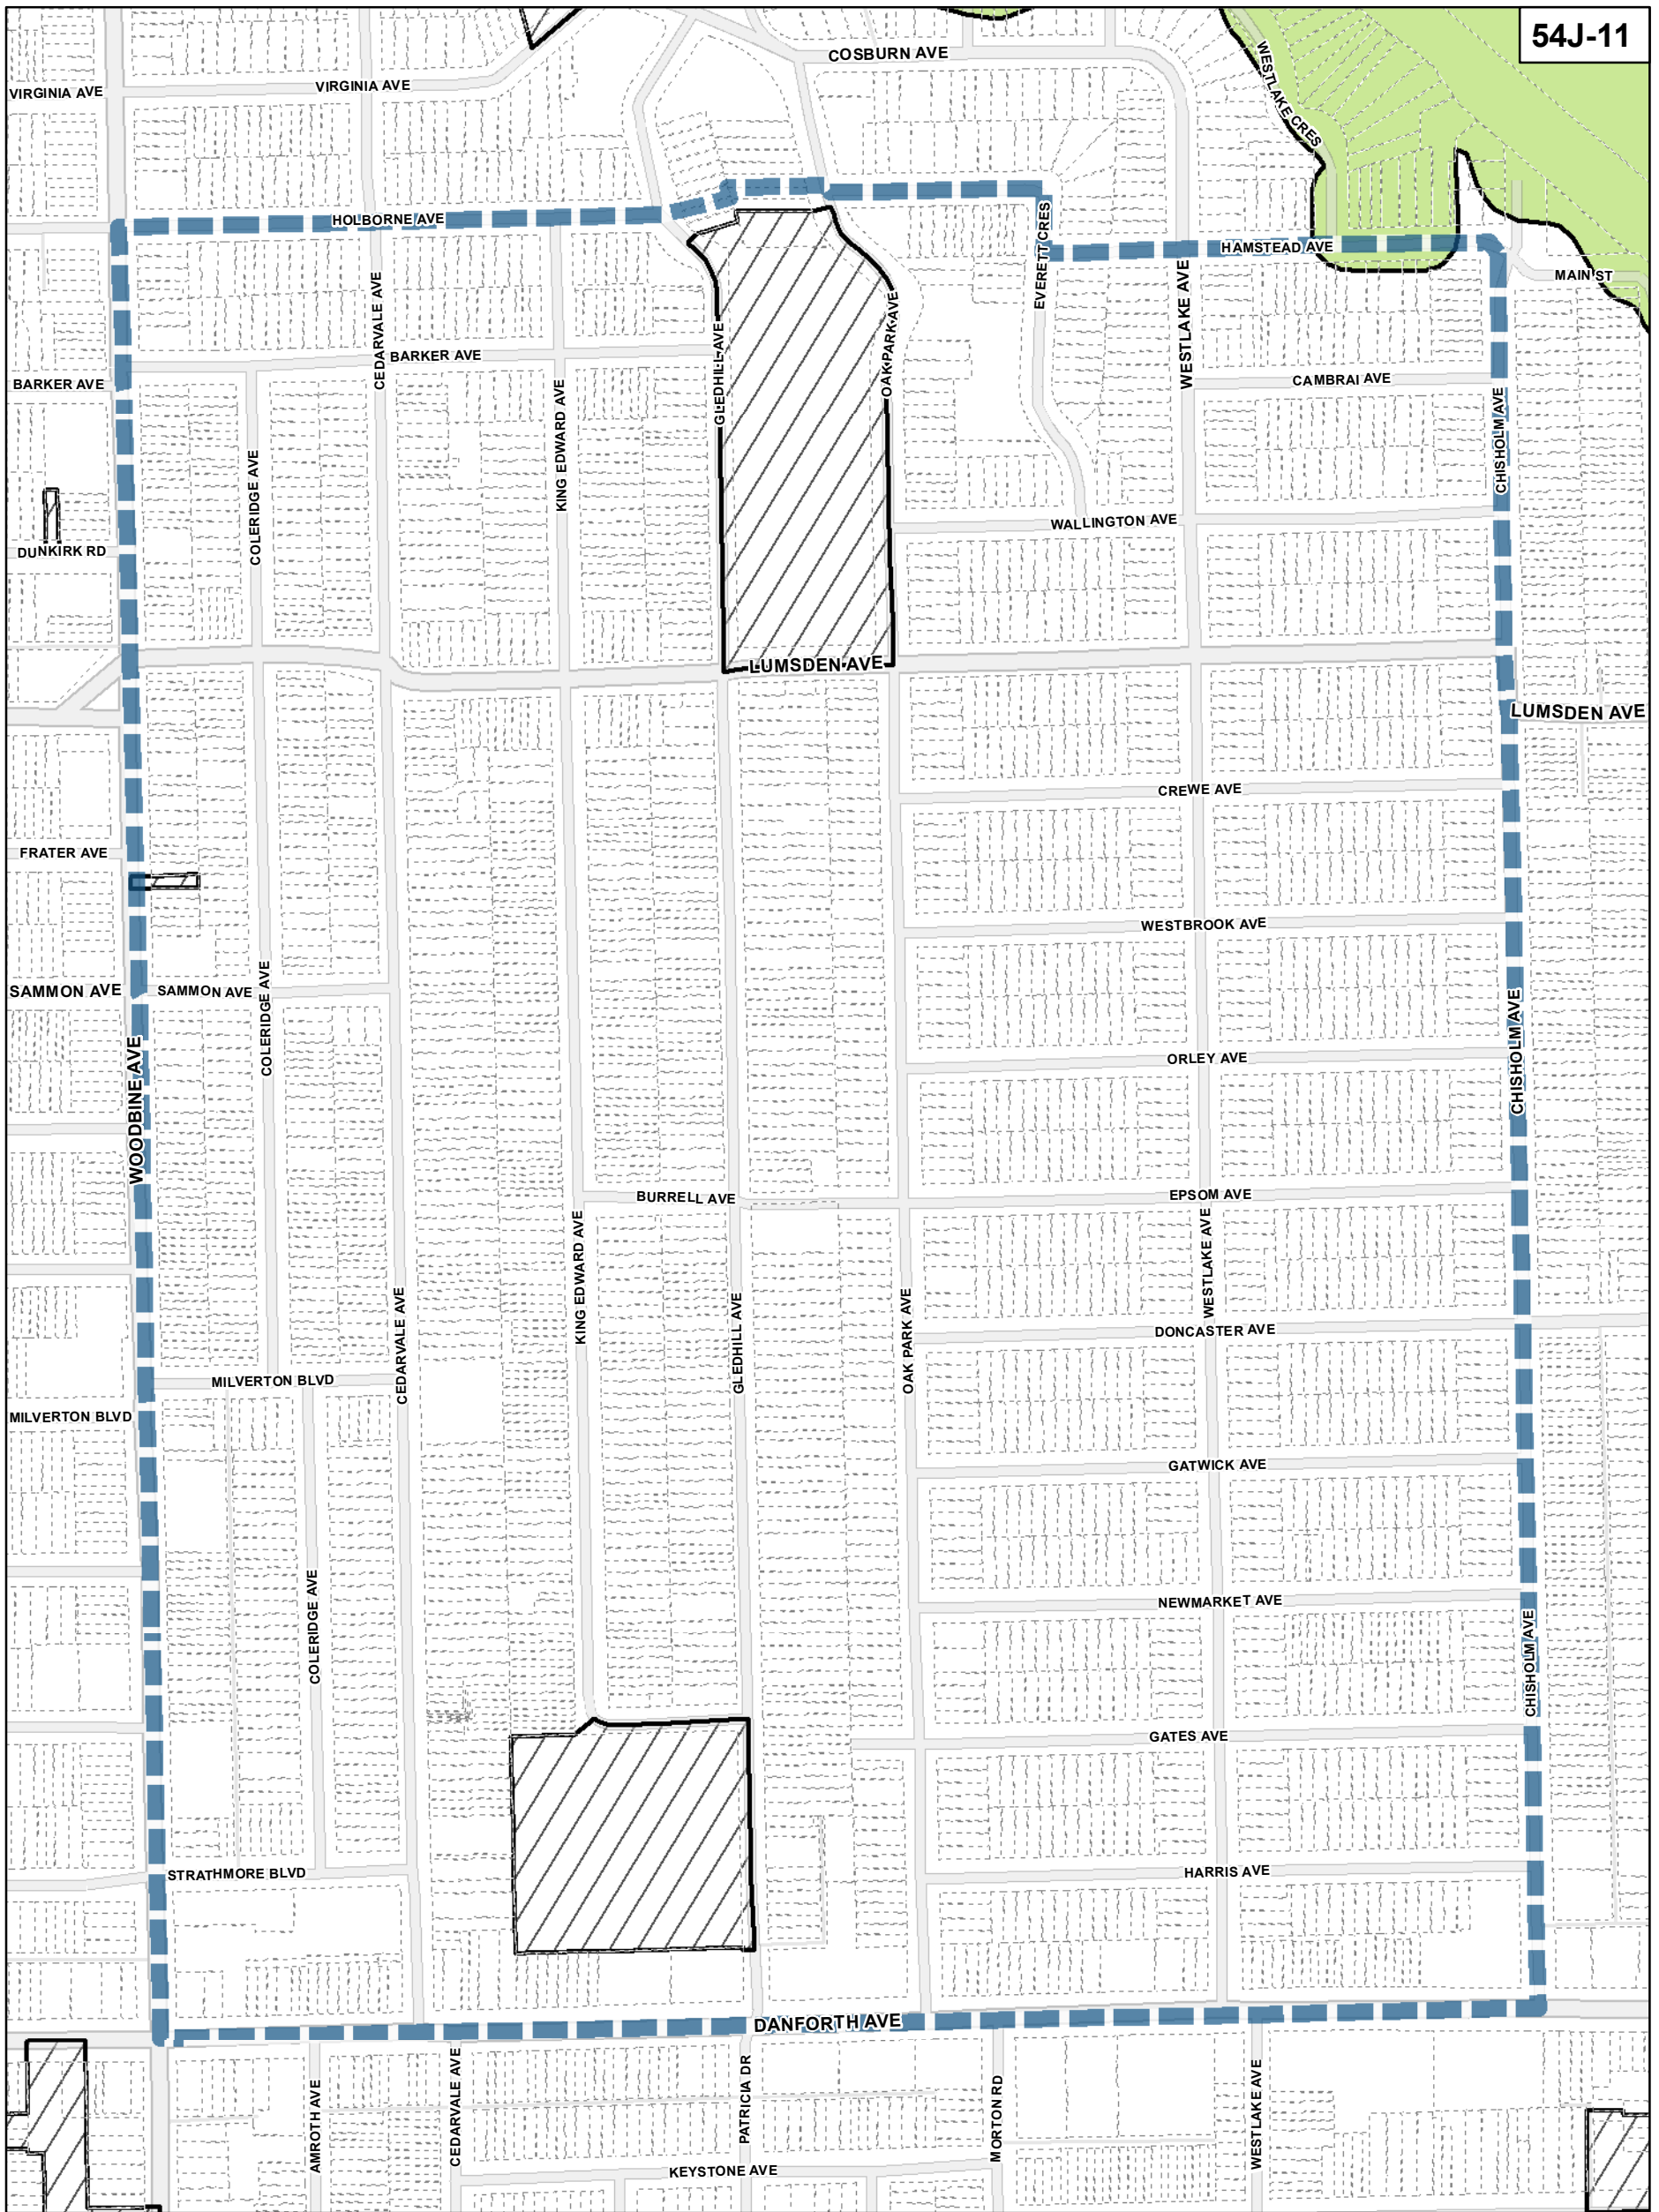 54J-11
COSBURN AVE
WESTLAKE CRES
VIRGINIA AVE
VIRGINIA AVE
HOLBORNE AVE
EVERETT CRES
HAMSTEAD AVE
MAIN ST
CEDARVALE AVE
GLEDHILL AVE
OAK PARK AVE
WESTLAKE AVE
BARKER AVE
BARKER AVE
CAMBRAI AVE
KING EDWARD AVE
CHISHOLM AVE
COLERIDGE AVE
WALLINGTON AVE
DUNKIRK RD
LUMSDEN AVE
LUMSDEN AVE
CREWE AVE
FRATER AVE
WESTBROOK AVE
SAMMON AVE
SAMMON AVE
COLERIDGE AVE
CHISHOLM AVE
ORLEY AVE
WOODBINE AVE
BURRELL AVE
EPSOM AVE
KING EDWARD AVE
WESTLAKE AVE
CEDARVALE AVE
GLEDHILL AVE
OAK PARK AVE
DONCASTER AVE
MILVERTON BLVD
MILVERTON BLVD
GATWICK AVE
COLERIDGE AVE
NEWMARKET AVE
CHISHOLM AVE
GATES AVE
STRATHMORE BLVD
HARRIS AVE
DANFORTH AVE
AMROTH AVE
CEDARVALE AVE
PATRICIA DR
MORTON RD
WESTLAKE AVE
KEYSTONE AVE